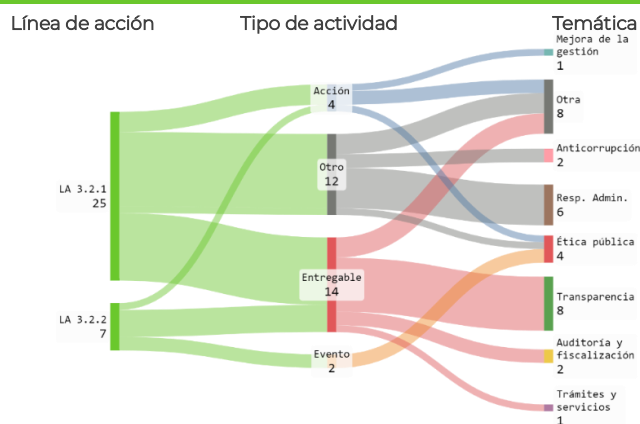 Línea de acción
Tipo de actividad
Temática
LA 3.2.1
25
LA 3.2.2
7
Acción
4
Otro
12
Entregable
14
Evento
2
Mejora de la
gestión
1
Otra
8
Anticorrupción
2
Resp. Admin.
6
Ética pública
4
Transparencia
8
Auditoría y
fiscalización
2
Trámites y
servicios
1